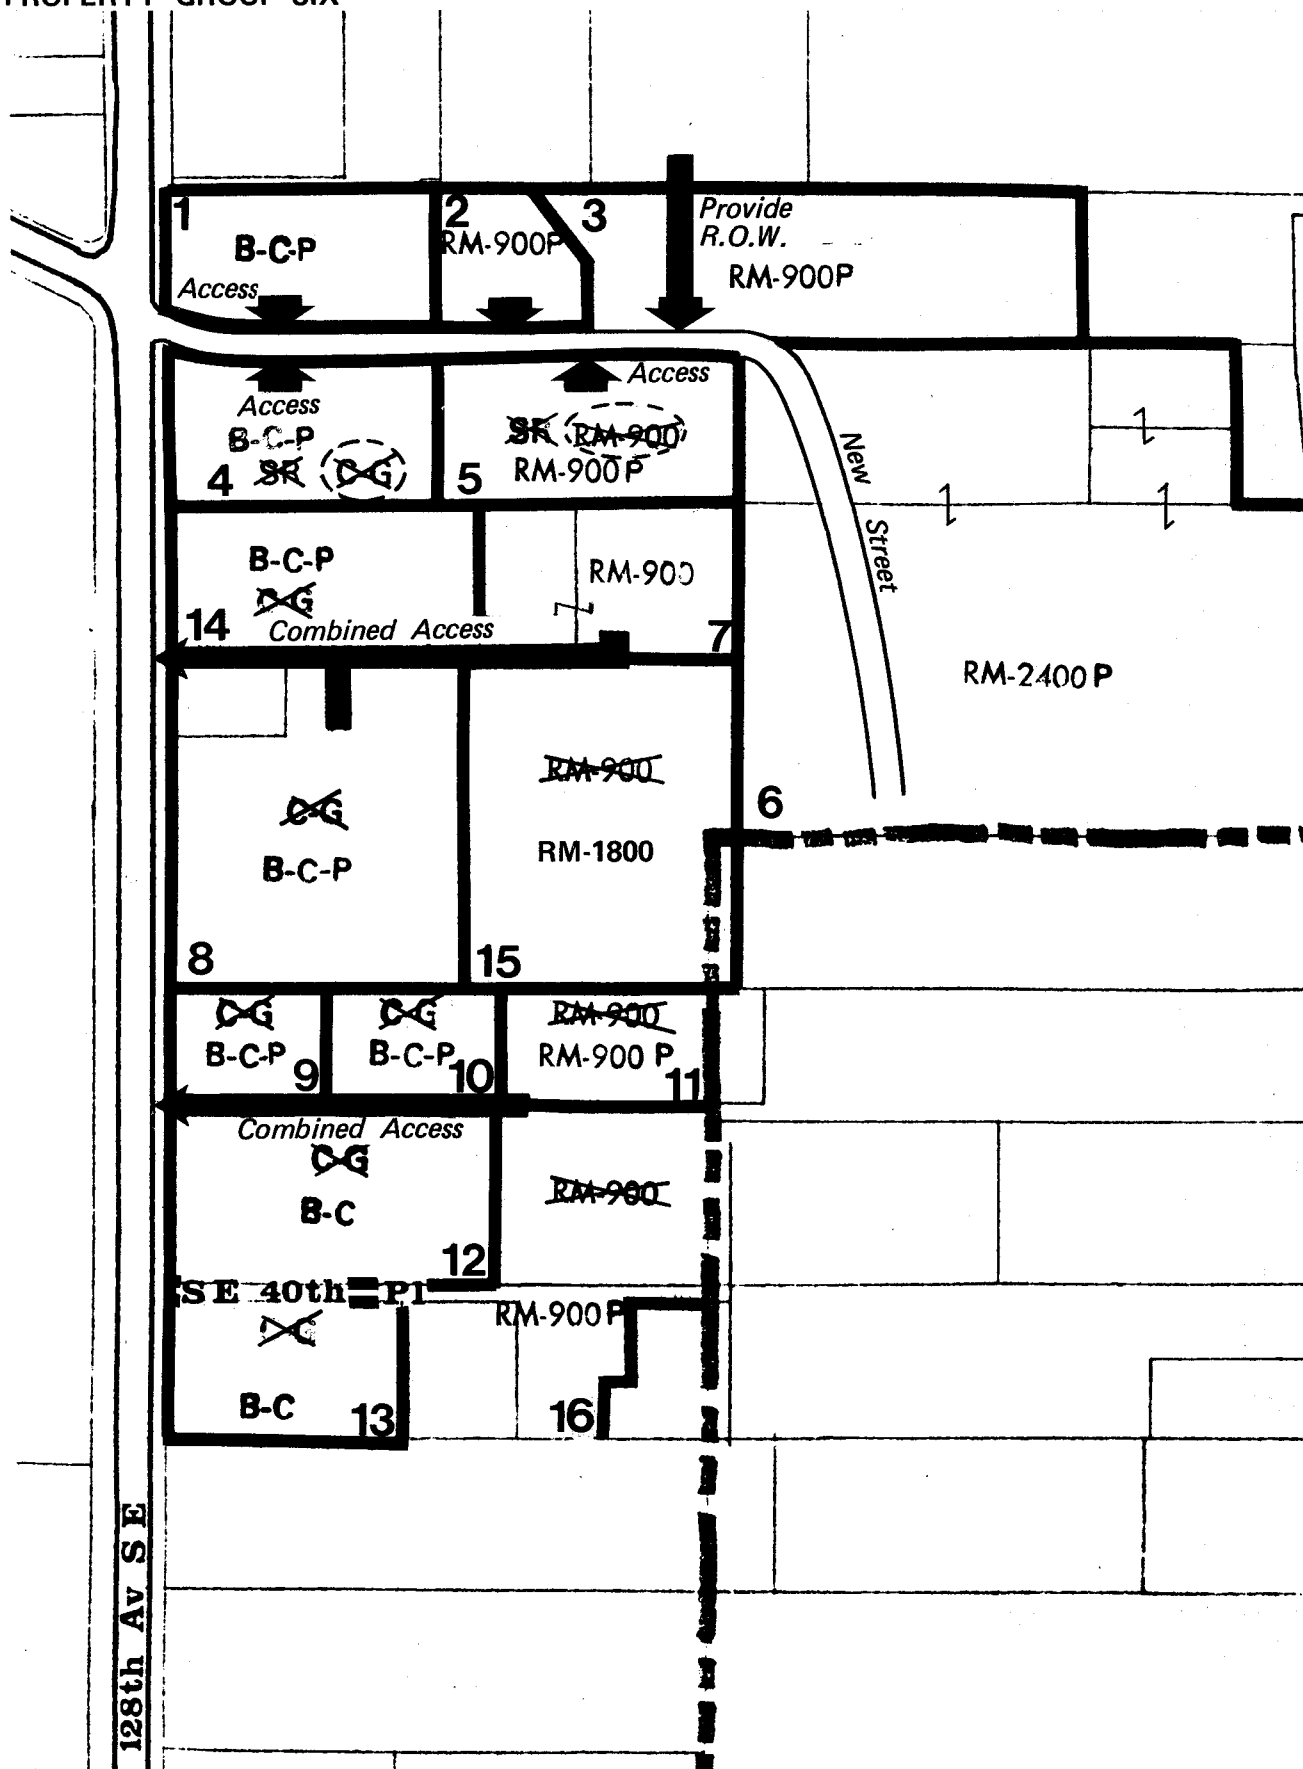 PROPERTY GROUP SIX
1
2
3
Provide
R.O.W.
B-C-P
RM-900P
RM-900P
Access
Access
Access
B-C-P
SR
C-G
4
SR
RM-900
RM-900P
5
New
Street
B-C-P
C-G
14
Combined Access
RM-900
7
RM-2400P
C-G
B-C-P
8
RM-900
RM-1800
15
6
C-G
B-C-P
9
C-G
B-C-P
10
RM-900
RM-900 P
11
Combined Access
C-G
B-C
12
RM-900
SE 40th Pl
RM-900P
B-C
13
16
128th Av SE